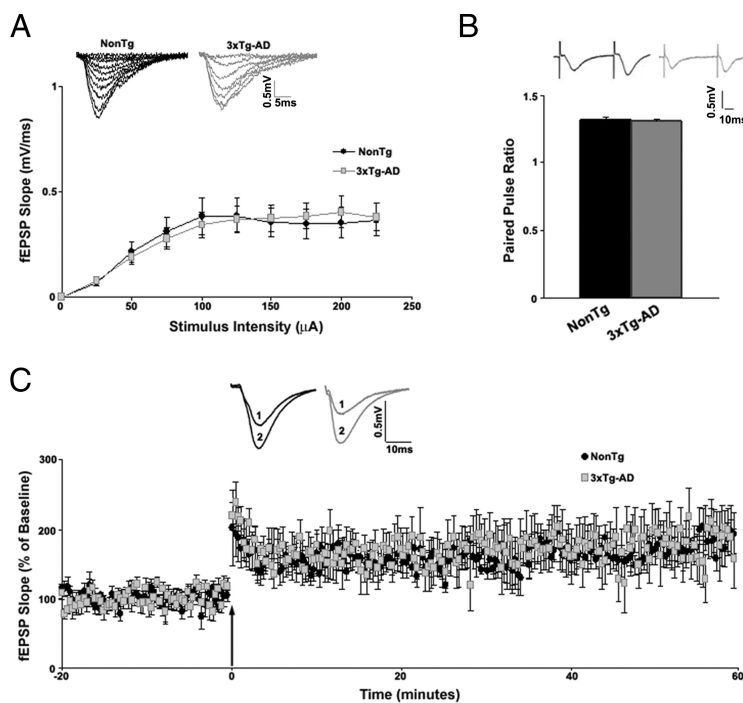 A
NonTg
3xTg-AD
0.5mV
5ms
1
0.5
0
fEPSP Slope (mV/ms)
NonTg
3xTg-AD
0
50
100
150
200
250
Stimulus Intensity (µA)
B
0.5mV
10ms
1.5
1
0.5
0
Paired Pulse Ratio
NonTg
3xTg-AD
C
1
2
1
2
0.5mV
10ms
NonTg
3xTg-AD
300
200
150
100
50
0
fEPSP Slope (% of Baseline)
-20
0
20
40
60
Time (minutes)